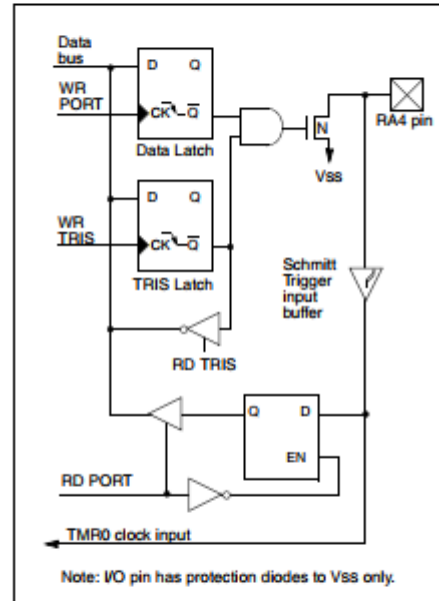 Data
bus
D Q
WR
PORT
CK Q
Data Latch
N
RA4 pin
VSS
D Q
WR
TRIS
CK Q
TRIS Latch
Schmitt
Trigger
input
buffer
RD TRIS
Q D
EN
RD PORT
TMR0 clock input
Note: I/O pin has protection diodes to VSS only.